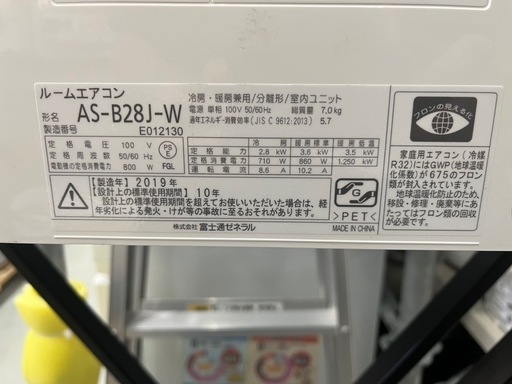 ルームエアコン
形名 AS-B28J-W
製造番号 E012130
冷房・暖房兼用/分離形/室内ユニット
電源 単相 100V 50/60Hz 総質量 7.0kg
通年エネルギー消費効率(JIS C 9612:2013) 5.7
定格電圧 100 V
定格周波数 50/60 Hz
電動機の定格消費電力 800 W
PS
E
FGL
冷房 暖房 暖房低温
定格能力 2.8 kW 3.6 kW 3.5 kW
定格消費電力 710 W 860 W 1,250 kW
運転電流 8.6 A 10.2 A
【製造年】2019年
【設計上の標準使用期間】10年
設計上の標準使用期間を超えてお使いいただいた場合は、経
年劣化による発火・けが等の事故に至るおそれがあります。
株式会社 富士通ゼネラル
G
>PET<
MADE IN CHINA
フロンの見える化
家庭用エアコン(冷媒
R32)にはGWP(地球温
暖化係数)が675のフロン
類が封入されています。
地球温暖化防止のため、
移設・修理・廃棄等にあ
たってはフロン類の回収
が必要です。